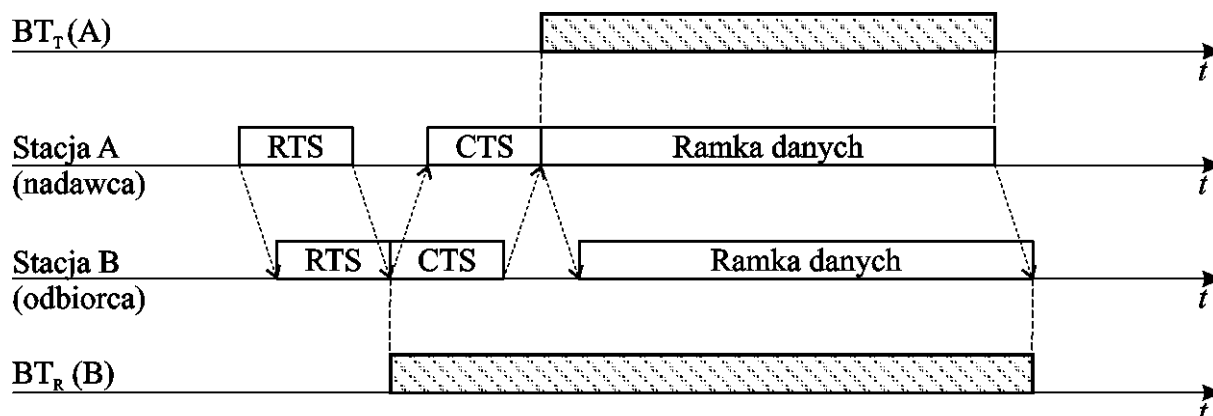 BT_T (A)
t
Stacja A
(nadawca)
RTS
CTS
Ramka danych
t
Stacja B
(odbiorca)
RTS
CTS
Ramka danych
t
BT_R (B)
t